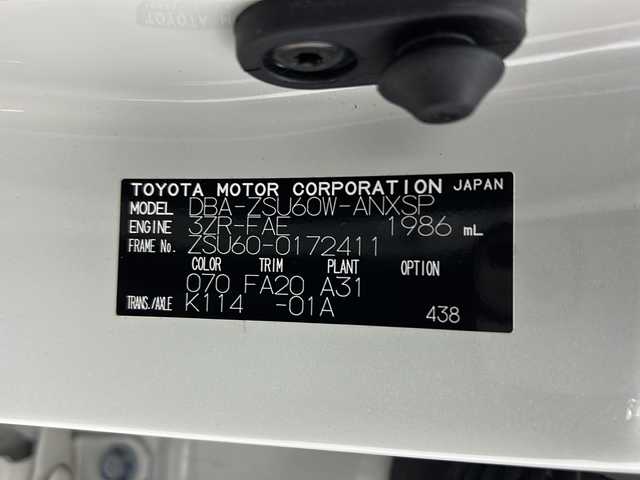 TOYOTA MOTOR CORPORATION JAPAN
MODEL DBA-ZSU60W-ANXSP
ENGINE 3ZR-FAE 1986 mL
FRAME No. ZSU60-0172411
COLOR TRIM PLANT OPTION
070 FA20 A31
TRANS./AXLE K114 -01A
438